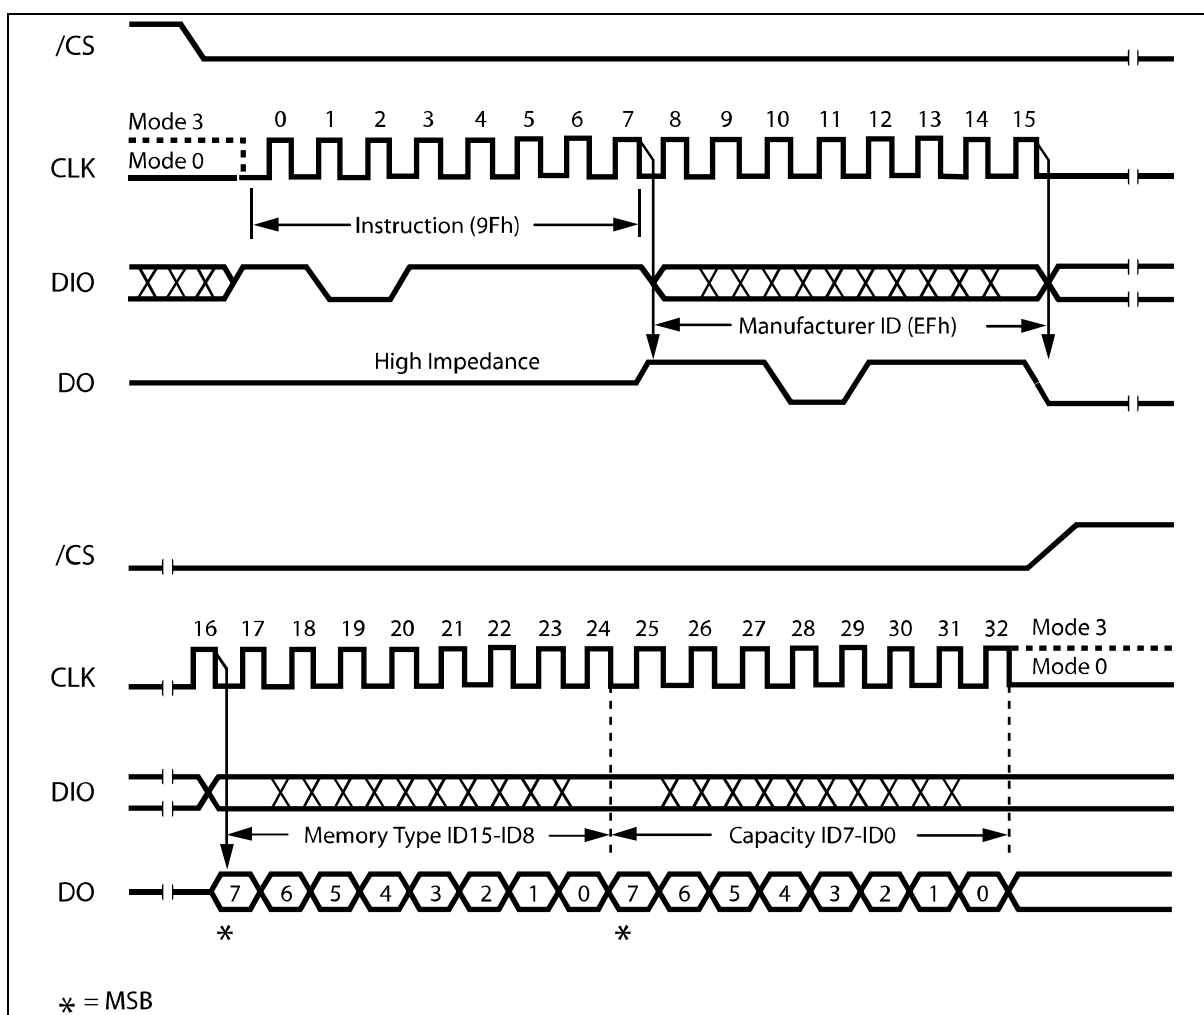 /CS
Mode 3
0 1 2 3 4 5 6 7 8 9 10 11 12 13 14 15
Mode 0
CLK
Instruction (9Fh)
DIO
Manufacturer ID (EFh)
High Impedance
DO
/CS
16 17 18 19 20 21 22 23 24 25 26 27 28 29 30 31 32
Mode 3
CLK
Mode 0
DIO
Memory Type ID15-ID8
Capacity ID7-ID0
DO
7 6 5 4 3 2 1 0 7 6 5 4 3 2 1 0
* *
* = MSB